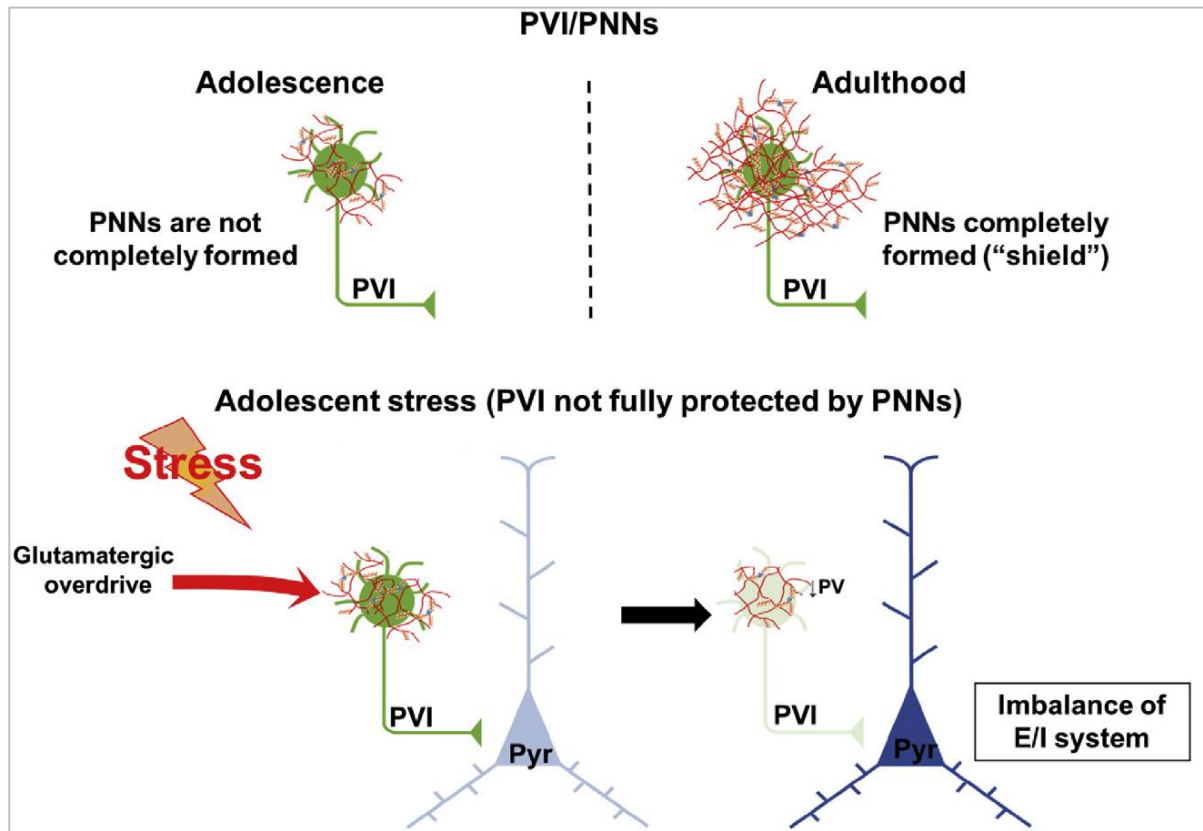 PVI/PNNs
Adolescence
Adulthood
PNNs are not
completely formed
PNNs completely
formed (“shield”)
PVI
PVI
Adolescent stress (PVI not fully protected by PNNs)
Stress
Glutamatergic
overdrive
↓PV
PVI
Pyr
PVI
Pyr
Imbalance of
E/I system